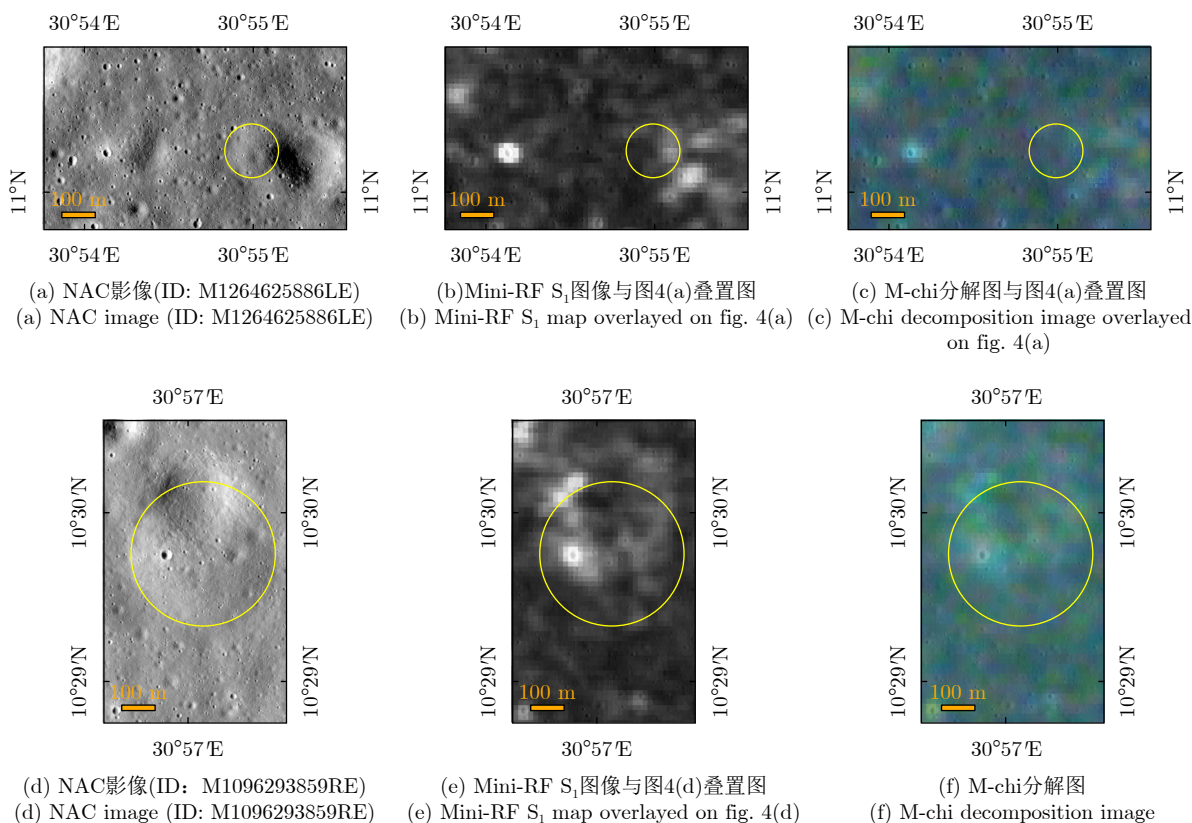 30°54′E 30°55′E 30°54′E 30°55′E 30°54′E 30°55′E
11°N 100 m 11°N 11°N 100 m 11°N 11°N 100 m 11°N
30°54′E 30°55′E 30°54′E 30°55′E 30°54′E 30°55′E
(a) NAC影像(ID: M1264625886LE)
(a) NAC image (ID: M1264625886LE)
(b)Mini-RF S₁图像与图4(a)叠置图
(b) Mini-RF S₁ map overlayed on fig. 4(a)
(c) M-chi分解图与图4(a)叠置图
(c) M-chi decomposition image overlayed
on fig. 4(a)
30°57′E 30°57′E 30°57′E
10°30′N 10°30′N 10°30′N 10°30′N 10°30′N 10°30′N
10°29′N 100 m 10°29′N 10°29′N 100 m 10°29′N 10°29′N 100 m 10°29′N
30°57′E 30°57′E 30°57′E
(d) NAC影像(ID：M1096293859RE)
(d) NAC image (ID: M1096293859RE)
(e) Mini-RF S₁图像与图4(d)叠置图
(e) Mini-RF S₁ map overlayed on fig. 4(d)
(f) M-chi分解图
(f) M-chi decomposition image